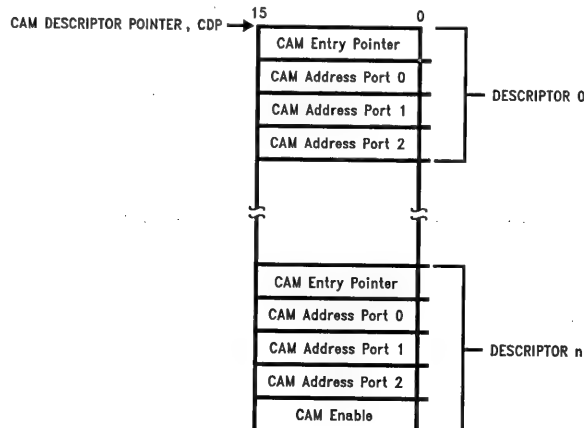 15 0
CAM DESCRIPTOR POINTER, CDP
CAM Entry Pointer
CAM Address Port 0
CAM Address Port 1
CAM Address Port 2
DESCRIPTOR 0
CAM Entry Pointer
CAM Address Port 0
CAM Address Port 1
CAM Address Port 2
CAM Enable
DESCRIPTOR n